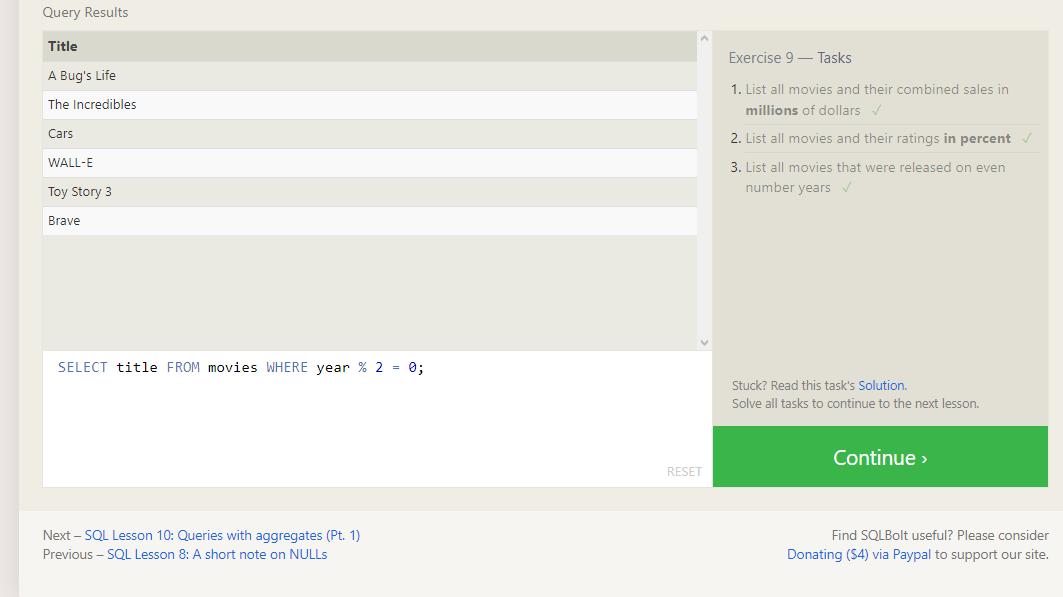 Query Results
Title
A Bug's Life
The Incredibles
Cars
WALL-E
Toy Story 3
Brave
SELECT title FROM movies WHERE year % 2 = 0;
RESET
Exercise 9 — Tasks
1. List all movies and their combined sales in
millions of dollars ✓
2. List all movies and their ratings in percent ✓
3. List all movies that were released on even
number years ✓
Stuck? Read this task's Solution.
Solve all tasks to continue to the next lesson.
Continue ›
Next – SQL Lesson 10: Queries with aggregates (Pt. 1)
Previous – SQL Lesson 8: A short note on NULLs
Find SQLBolt useful? Please consider
Donating ($4) via Paypal to support our site.